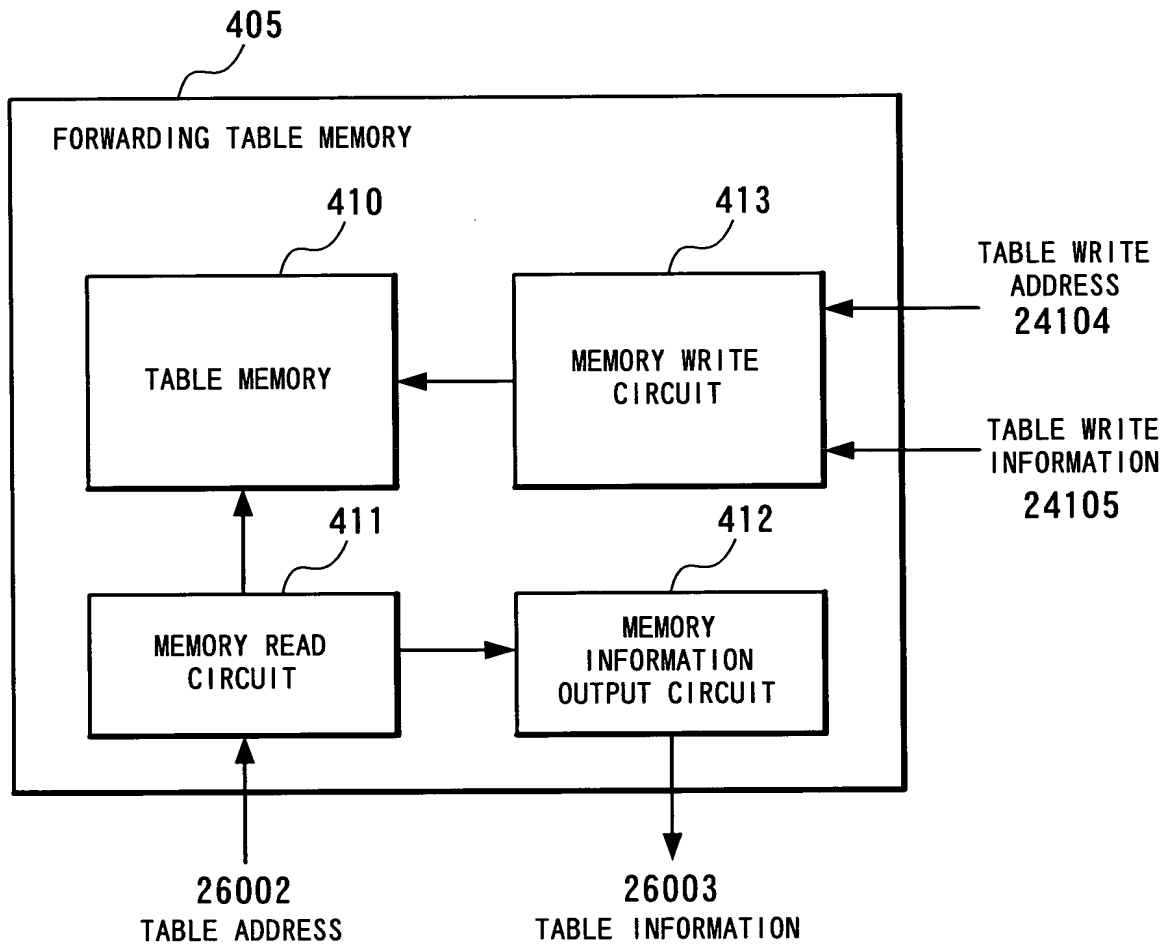 405
FORWARDING TABLE MEMORY
410
413
TABLE MEMORY
MEMORY WRITE
CIRCUIT
TABLE WRITE
ADDRESS
24104
TABLE WRITE
INFORMATION
24105
411
412
MEMORY READ
CIRCUIT
MEMORY
INFORMATION
OUTPUT CIRCUIT
26002
TABLE ADDRESS
26003
TABLE INFORMATION